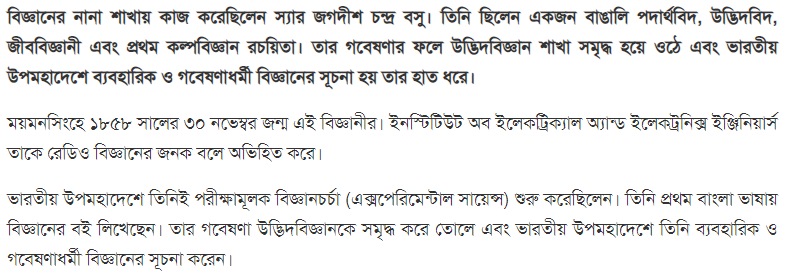 বিজ্ঞানের নানা শাখায় কাজ করেছিলেন স্যার জগদীশ চন্দ্র বসু। তিনি ছিলেন একজন বাঙালি পদার্থবিদ, উদ্ভিদবিদ,
জীববিজ্ঞানী এবং প্রথম কল্পবিজ্ঞান রচয়িতা। তার গবেষণার ফলে উদ্ভিদবিজ্ঞান শাখা সমৃদ্ধ হয়ে ওঠে এবং ভারতীয়
উপমহাদেশে ব্যবহারিক ও গবেষণাধর্মী বিজ্ঞানের সূচনা হয় তার হাত ধরে।
ময়মনসিংহে ১৮৫৮ সালের ৩০ নভেম্বর জন্ম এই বিজ্ঞানীর। ইনস্টিটিউট অব ইলেকট্রিক্যাল অ্যান্ড ইলেকট্রনিক্স ইঞ্জিনিয়ার্স
তাকে রেডিও বিজ্ঞানের জনক বলে অভিহিত করে।
ভারতীয় উপমহাদেশে তিনিই পরীক্ষামূলক বিজ্ঞানচর্চা (এক্সপেরিমেন্টাল সায়েন্স) শুরু করেছিলেন। তিনি প্রথম বাংলা ভাষায়
বিজ্ঞানের বই লিখেছেন। তার গবেষণা উদ্ভিদবিজ্ঞানকে সমৃদ্ধ করে তোলে এবং ভারতীয় উপমহাদেশে তিনি ব্যবহারিক ও
গবেষণাধর্মী বিজ্ঞানের সূচনা করেন।